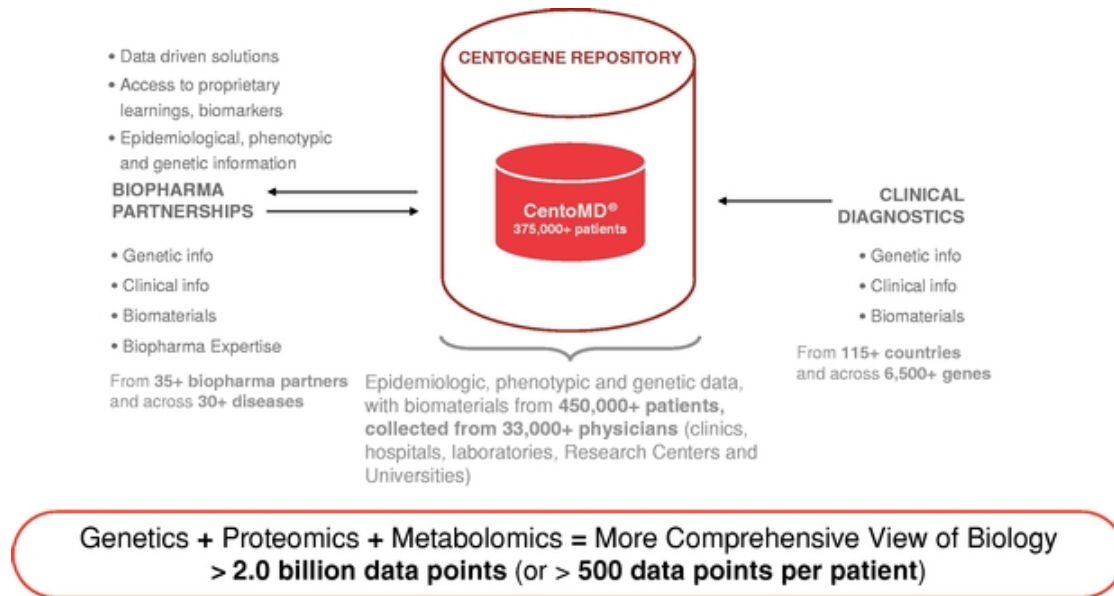 • Data driven solutions
• Access to proprietary
learnings, biomarkers
• Epidemiological, phenotypic
and genetic information
BIOPHARMA
PARTNERSHIPS
• Genetic info
• Clinical info
• Biomaterials
• Biopharma Expertise
From 35+ biopharma partners
and across 30+ diseases
CENTOGENE REPOSITORY
CentoMD®
375,000+ patients
Epidemiologic, phenotypic and genetic data,
with biomaterials from 450,000+ patients,
collected from 33,000+ physicians (clinics,
hospitals, laboratories, Research Centers and
Universities)
CLINICAL
DIAGNOSTICS
• Genetic info
• Clinical info
• Biomaterials
From 115+ countries
and across 6,500+ genes
Genetics + Proteomics + Metabolomics = More Comprehensive View of Biology
> 2.0 billion data points (or > 500 data points per patient)